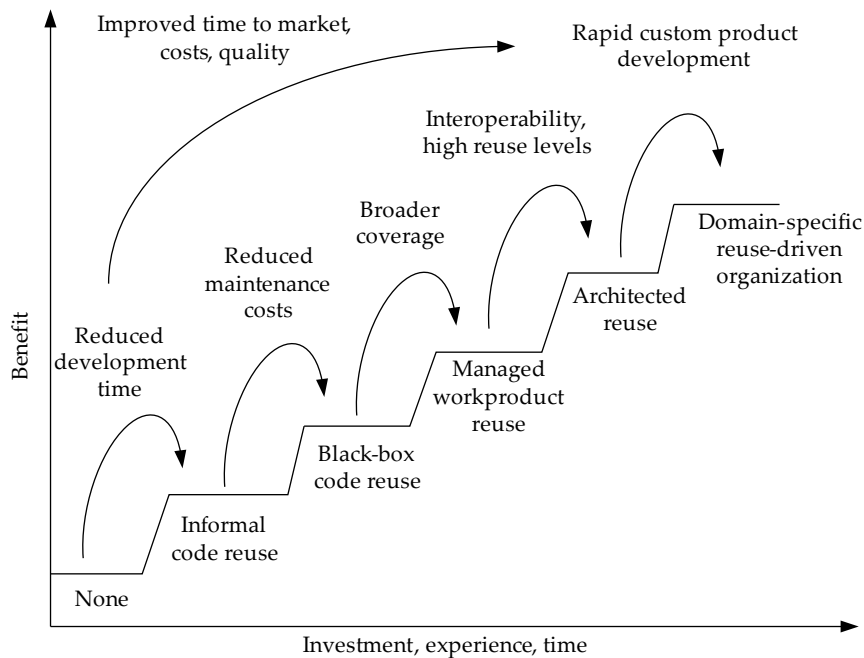 Improved time to market,
costs, quality
Rapid custom product
development
Interoperability,
high reuse levels
Broader
coverage
Reduced
maintenance
costs
Reduced
development
time
Benefit
Domain-specific
reuse-driven
organization
Architected
reuse
Managed
workproduct
reuse
Black-box
code reuse
Informal
code reuse
None
Investment, experience, time